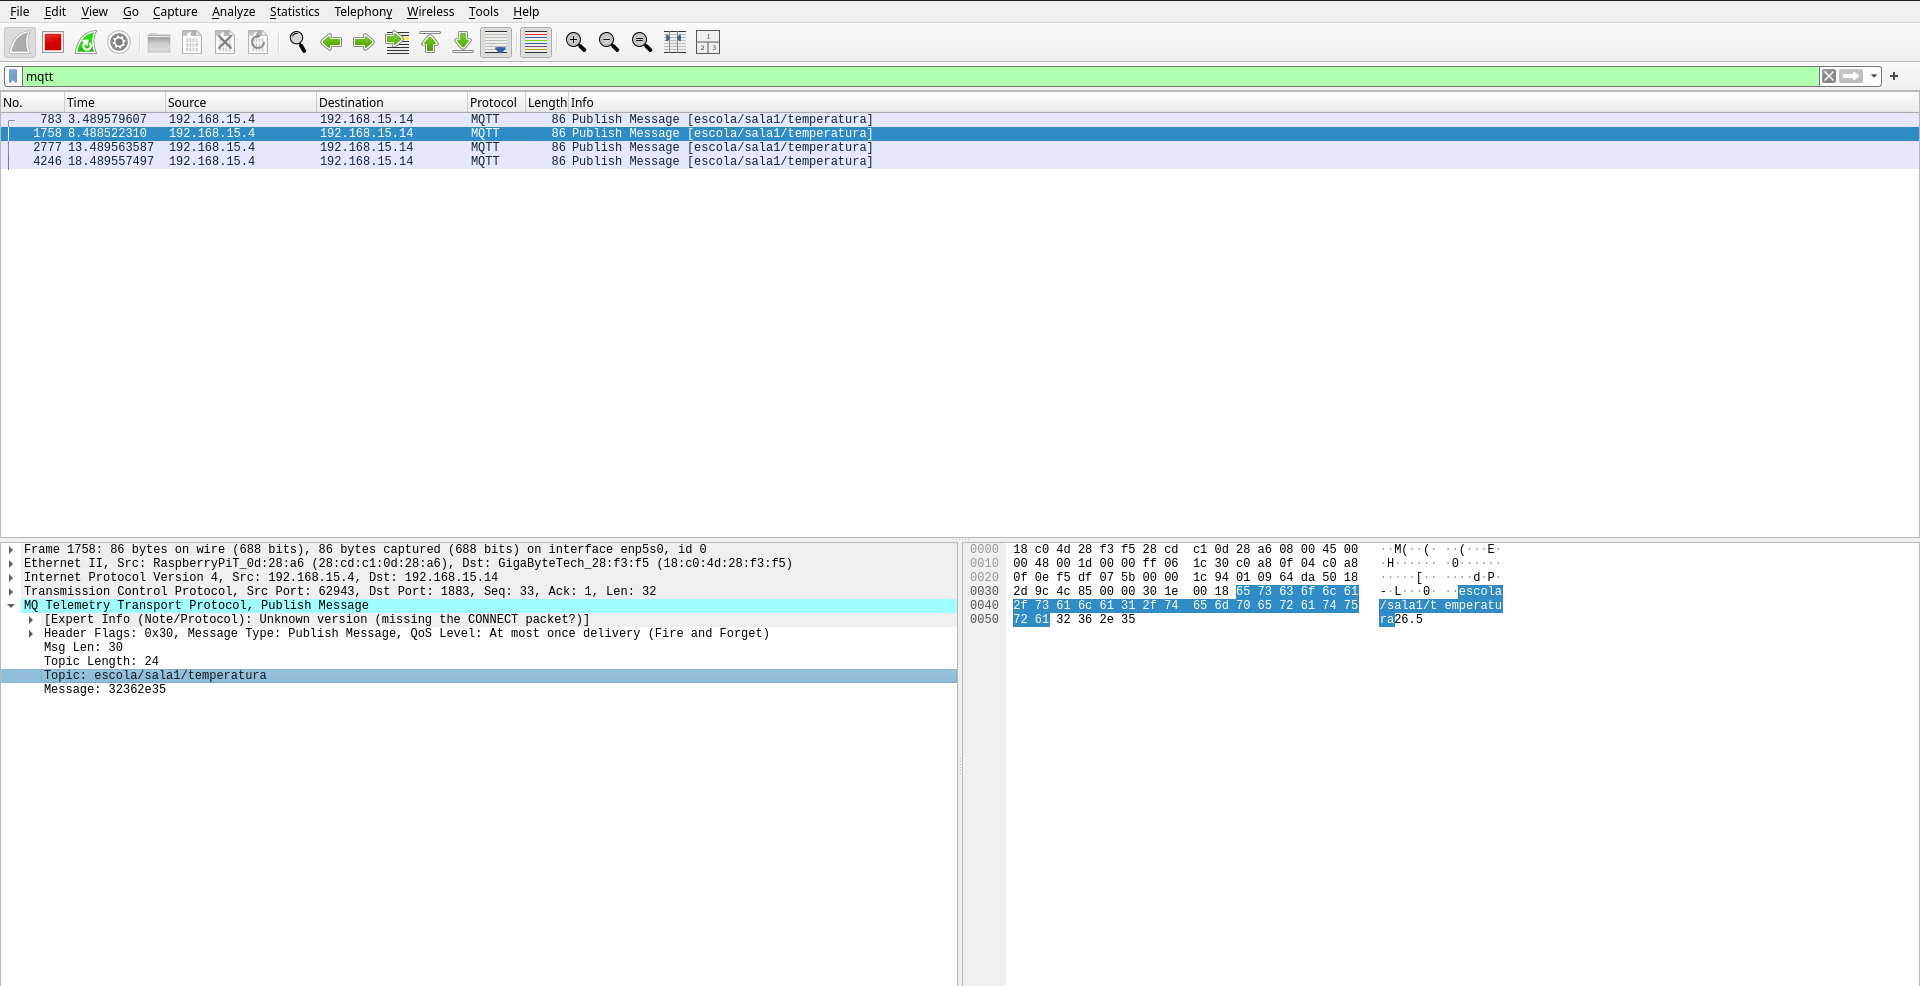 File Edit View Go Capture Analyze Statistics Telephony Wireless Tools Help
mqtt
No. Time Source Destination Protocol Length Info
783 3.489579607 192.168.15.4 192.168.15.14 MQTT 86 Publish Message [escola/sala1/temperatura]
1758 8.488522310 192.168.15.4 192.168.15.14 MQTT 86 Publish Message [escola/sala1/temperatura]
2777 13.489563587 192.168.15.4 192.168.15.14 MQTT 86 Publish Message [escola/sala1/temperatura]
4246 18.489557497 192.168.15.4 192.168.15.14 MQTT 86 Publish Message [escola/sala1/temperatura]
Frame 1758: 86 bytes on wire (688 bits), 86 bytes captured (688 bits) on interface enp5s0, id 0
Ethernet II, Src: RaspberryPiT_0d:28:a6 (28:cd:c1:0d:28:a6), Dst: GigaByteTech_28:f3:f5 (18:c0:4d:28:f3:f5)
Internet Protocol Version 4, Src: 192.168.15.4, Dst: 192.168.15.14
Transmission Control Protocol, Src Port: 62943, Dst Port: 1883, Seq: 33, Ack: 1, Len: 32
MQ Telemetry Transport Protocol, Publish Message
[Expert Info (Note/Protocol): Unknown version (missing the CONNECT packet?)]
Header Flags: 0x30, Message Type: Publish Message, QoS Level: At most once delivery (Fire and Forget)
Msg Len: 30
Topic Length: 24
Topic: escola/sala1/temperatura
Message: 32362e35
0000 18 c0 4d 28 f3 f5 28 cd c1 0d 28 a6 08 00 45 00 ··M(··(· ··(···E·
0010 00 48 00 1d 00 00 ff 06 1c 30 c0 a8 0f 04 c0 a8 ·H······ ·0······
0020 0f 0e f5 df 07 5b 00 00 1c 94 01 09 64 da 50 18 ·····[·· ····d·P·
0030 2d 9c 4c 85 00 00 30 1e 00 18 65 73 63 6f 6c 61 -·L···0· ··escola
0040 2f 73 61 6c 61 31 2f 74 65 6d 70 65 72 61 74 75 /sala1/t emperatu
0050 72 61 32 36 2e 35 ra26.5